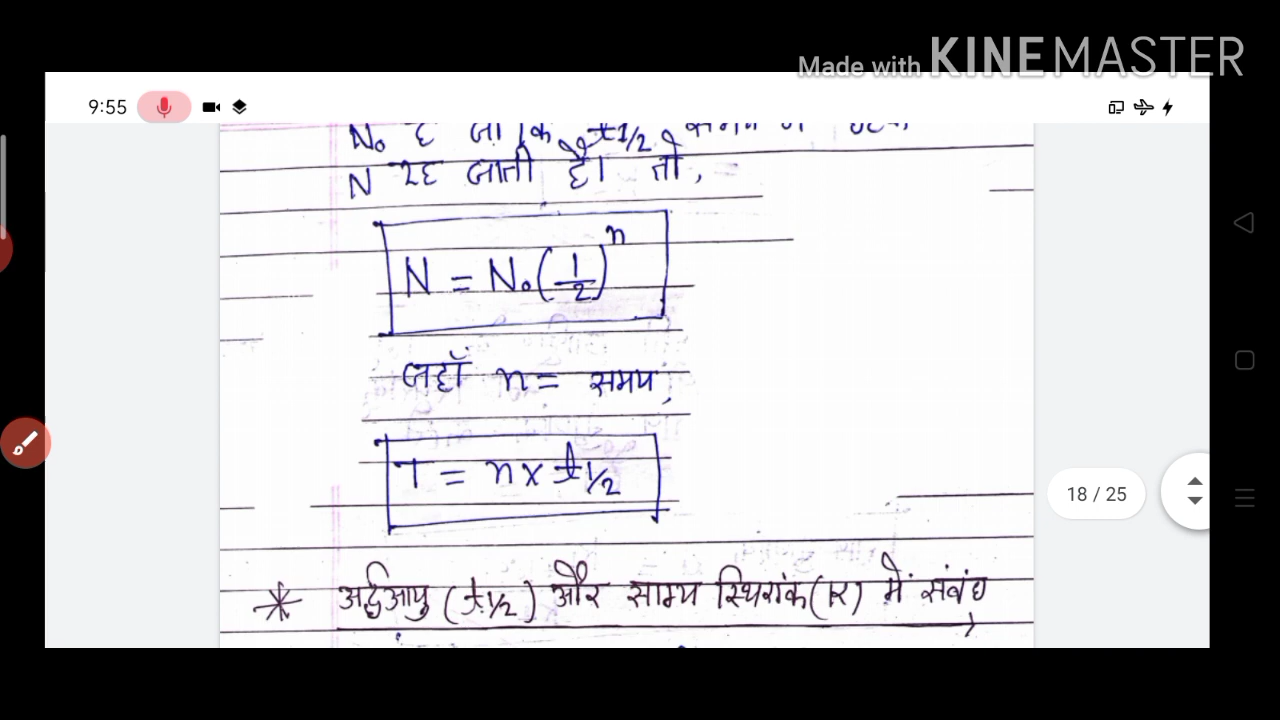 Made with KINEMASTER
9:55
N₀ है जो कि t1/2
N रह जाती है। तो,
N = N₀(1/2)ⁿ
जहाँ n = समय,
T = n x t1/2
18 / 25
* अर्द्धआयु (t1/2) और साम्य स्थिरांक (K) में संबंध